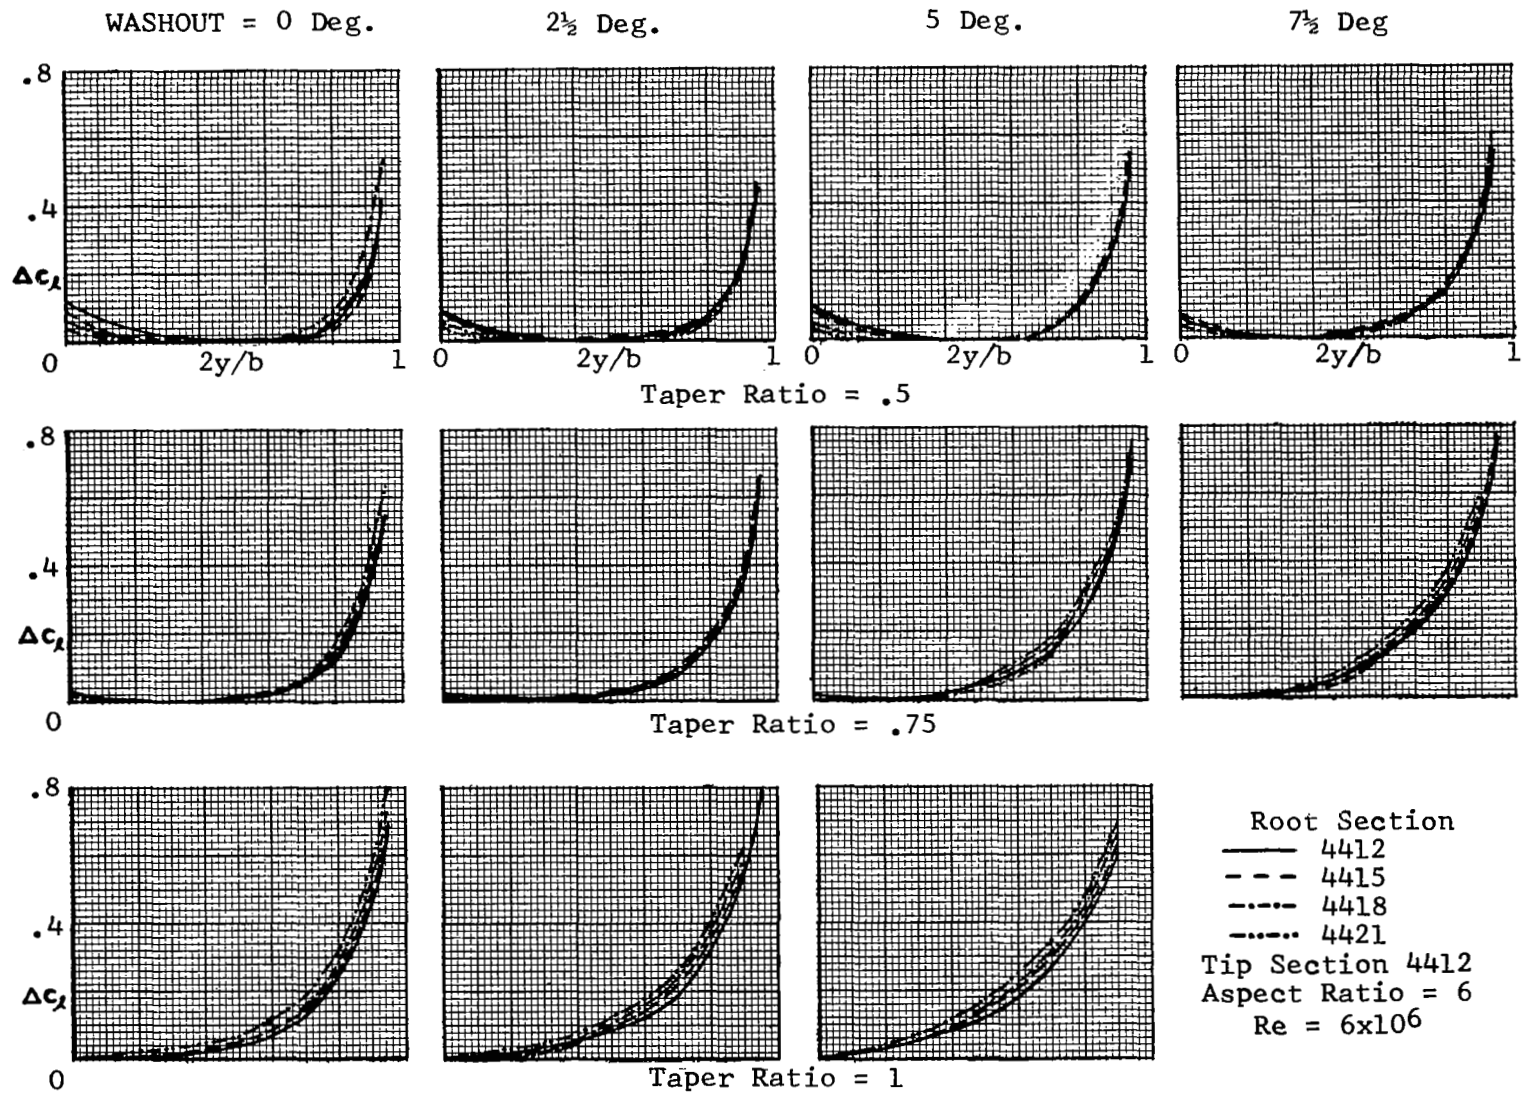 WASHOUT = 0 Deg. 2½ Deg. 5 Deg. 7½ Deg
.8
.4
Δcℓ
0 2y/b 1 0 2y/b 1 0 2y/b 1 0 2y/b 1
Taper Ratio = .5
.8
.4
Δcℓ
0
Taper Ratio = .75
.8
.4
Δcℓ
0
Taper Ratio = 1
Root Section
4412
4415
4418
4421
Tip Section 4412
Aspect Ratio = 6
Re = 6x10⁶